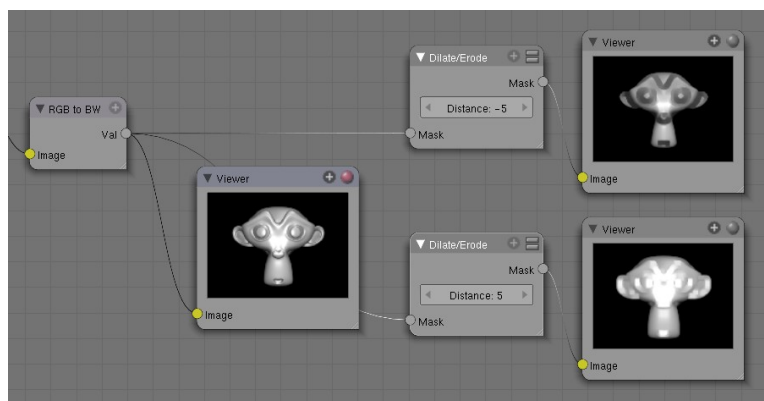 RGB to BW
Val
Image
Viewer
Image
Dilate/Erode
Mask
Distance: -5
Mask
Viewer
Image
Dilate/Erode
Mask
Distance: 5
Mask
Viewer
Image